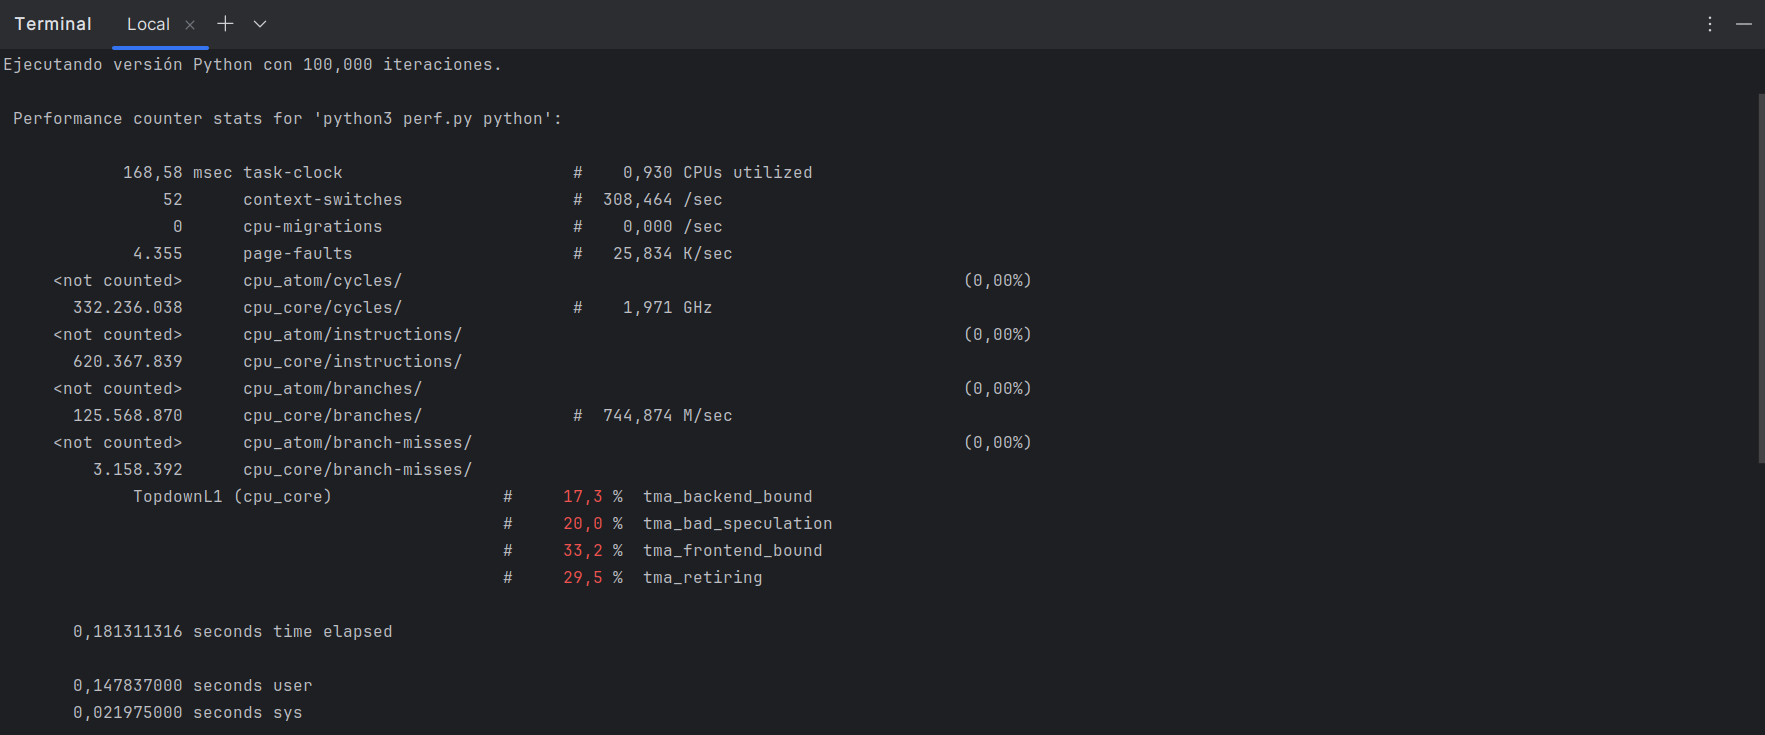 Terminal Local
Ejecutando versión Python con 100,000 iteraciones.
Performance counter stats for 'python3 perf.py python':
168,58 msec task-clock # 0,930 CPUs utilized
52 context-switches # 308,464 /sec
0 cpu-migrations # 0,000 /sec
4.355 page-faults # 25,834 K/sec
<not counted> cpu_atom/cycles/ (0,00%)
332.236.038 cpu_core/cycles/ # 1,971 GHz
<not counted> cpu_atom/instructions/ (0,00%)
620.367.839 cpu_core/instructions/
<not counted> cpu_atom/branches/ (0,00%)
125.568.870 cpu_core/branches/ # 744,874 M/sec
<not counted> cpu_atom/branch-misses/ (0,00%)
3.158.392 cpu_core/branch-misses/
TopdownL1 (cpu_core) # 17,3 % tma_backend_bound
# 20,0 % tma_bad_speculation
# 33,2 % tma_frontend_bound
# 29,5 % tma_retiring
0,181311316 seconds time elapsed
0,147837000 seconds user
0,021975000 seconds sys